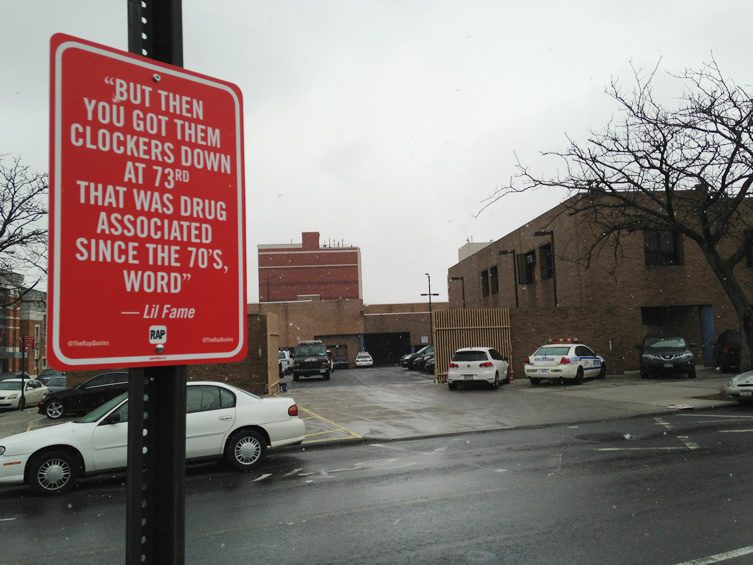 “BUT THEN
YOU GOT THEM
CLOCKERS DOWN
AT 73RD
THAT WAS DRUG
ASSOCIATED
SINCE THE 70'S,
WORD”
— Lil Fame
@TheRapQuotes
RAP
@TheRapQuotes